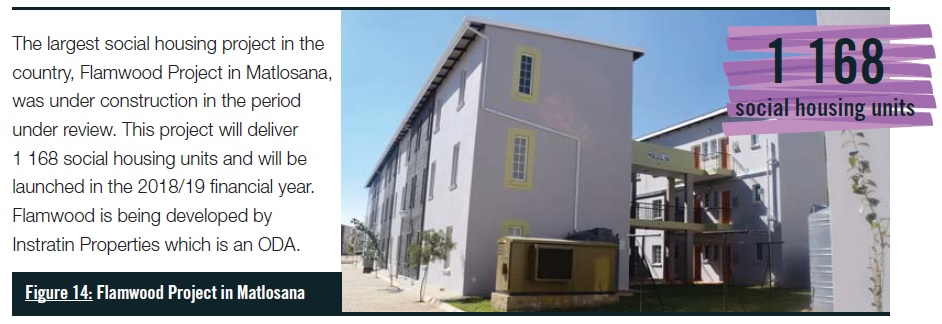 The largest social housing project in the
country, Flamwood Project in Matlosana,
was under construction in the period
under review. This project will deliver
1 168 social housing units and will be
launched in the 2018/19 financial year.
Flamwood is being developed by
Instratin Properties which is an ODA.
Figure 14: Flamwood Project in Matlosana
1 168
social housing units